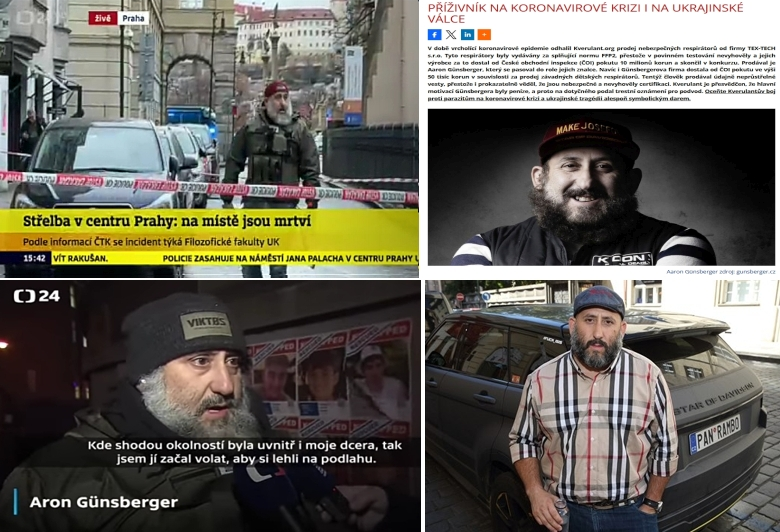 24
živě Praha
Střelba v centru Prahy: na místě jsou mrtví
Podle informací ČTK se incident týká Filozofické fakulty UK
15:42 VÍT RAKUŠAN. POLICIE ZASAHUJE NA NÁMĚSTÍ JANA PALACHA V CENTRU PRAHY
PŘÍŽIVNÍK NA KORONAVIROVÉ KRIZI I NA UKRAJINSKÉ
VÁLCE
V době vrcholící koronavirové epidemie odhalil Kverulant.org prodej nebezpečných respirátorů od firmy TEX-TECH
s.r.o. Tyto respirátory byly vydávány za splňující normu FFP2, přestože v povinném testování nevyhověly a jejich
výrobce za to dostal od České obchodní inspekce (ČOI) pokutu 10 milionů korun a skončil v konkurzu. Prodával je
Aaron Günsberger, který se pasoval do role jejich znalce. Navíc i Günsbergerova firma dostala od ČOI pokutu ve výši
50 tisíc korun v souvislosti za prodej závadných dětských respirátorů. Tentýž člověk prodával údajně neprůstřelné
vesty, přestože i prokazatelně věděl, že jsou nebezpečné a nevyhověly certifikaci. Kverulant je přesvědčen, že hlavní
motivací Günsbergera byly peníze, a proto na dotyčného podal trestní oznámení pro podvod. Oceňte Kverulantův boj
proti parazitům na koronavirové krizi a ukrajinské tragédii alespoň symbolickým darem.
Aaron Günsberger zdroj: gunsberger.cz
24
VIKTBS
Kde shodou okolností byla uvnitř i moje dcera, tak
jsem jí začal volat, aby si lehli na podlahu.
Aron Günsberger
STAR OF DAVID
PAN RAMBO